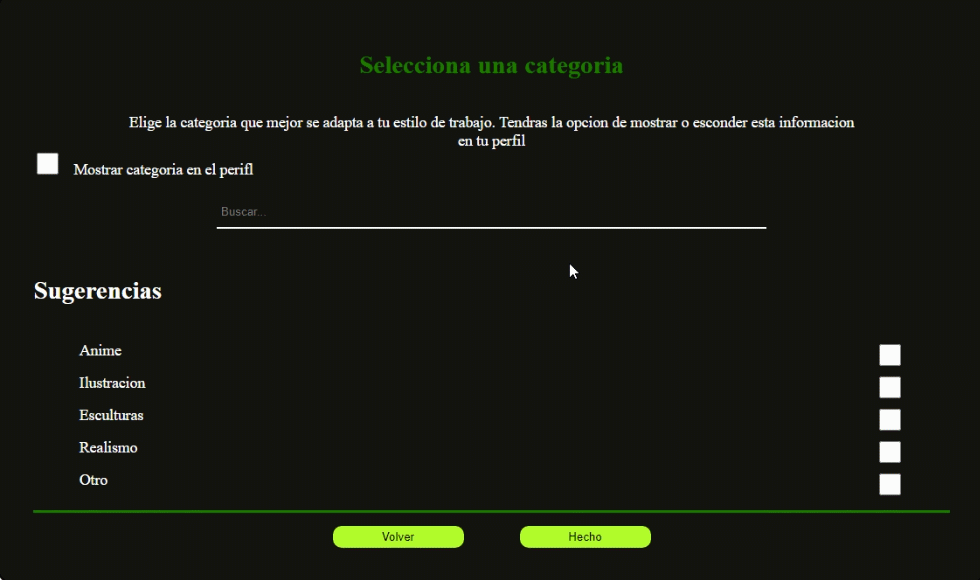 Selecciona una categoria
Elige la categoria que mejor se adapta a tu estilo de trabajo. Tendras la opcion de mostrar o esconder esta informacion
en tu perfil
Mostrar categoria en el perifl
Buscar...
Sugerencias
Anime
Ilustracion
Esculturas
Realismo
Otro
Volver
Hecho